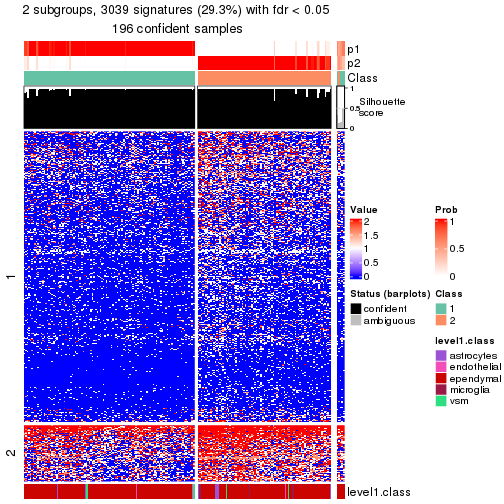 2 subgroups, 3039 signatures (29.3%) with fdr < 0.05
196 confident samples
p1
p2
Class
1
0.5
0
Silhouette
score
1
2
level1.class
Value
2
1.5
1
0.5
0
Prob
1
0.5
0
Status (barplots)
confident
ambiguous
Class
1
2
level1.class
astrocytes
endothelial
ependymal
microglia
vsm